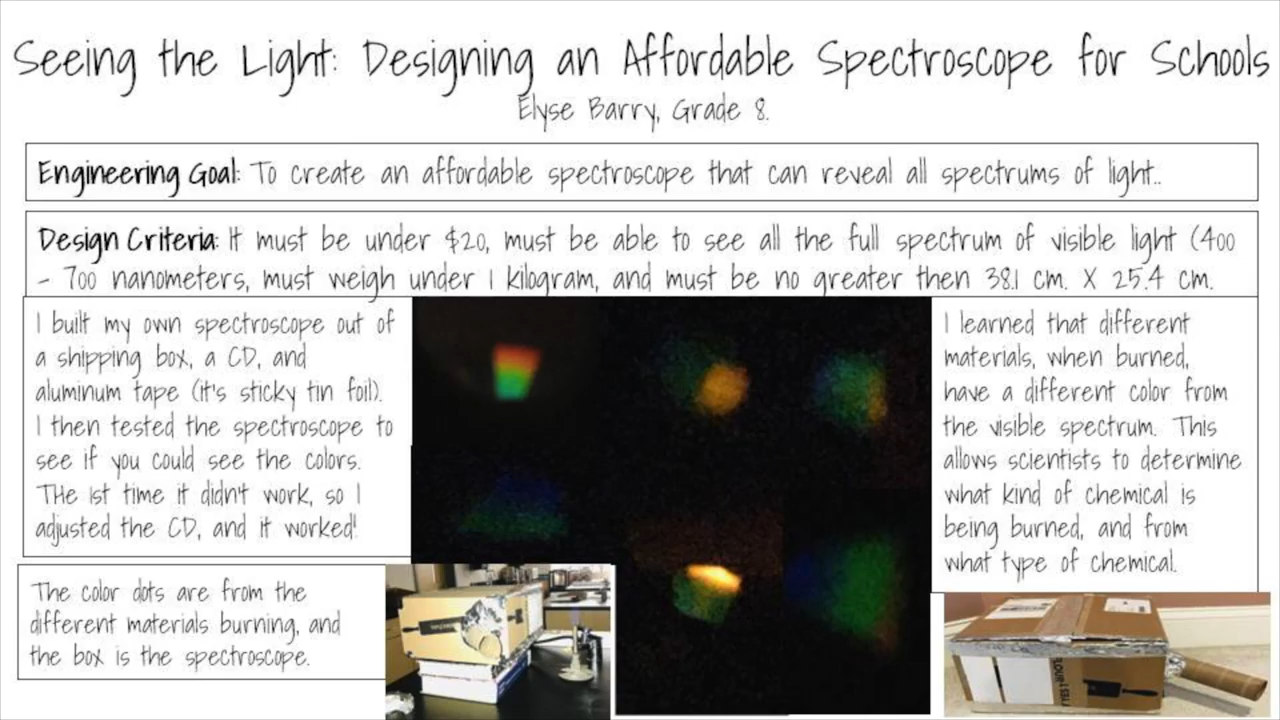 Seeing the Light: Designing an Affordable Spectroscope for Schools
Elyse Barry, Grade 8.
Engineering Goal: To create an affordable spectroscope that can reveal all spectrums of light..
Design Criteria: It must be under $20, must be able to see all the full spectrum of visible light (400
- 700 nanometers, must weigh under 1 kilogram, and must be no greater then 38.1 cm. X 25.4 cm.
I built my own spectroscope out of
a shipping box, a CD, and
aluminum tape (it's sticky tin foil).
I then tested the spectroscope to
see if you could see the colors.
THe 1st time it didn't work, so I
adjusted the CD, and it worked!
The color dots are from the
different materials burning, and
the box is the spectroscope.
I learned that different
materials, when burned,
have a different color from
the visible spectrum. This
allows scientists to determine
what kind of chemical is
being burned, and from
what type of chemical.